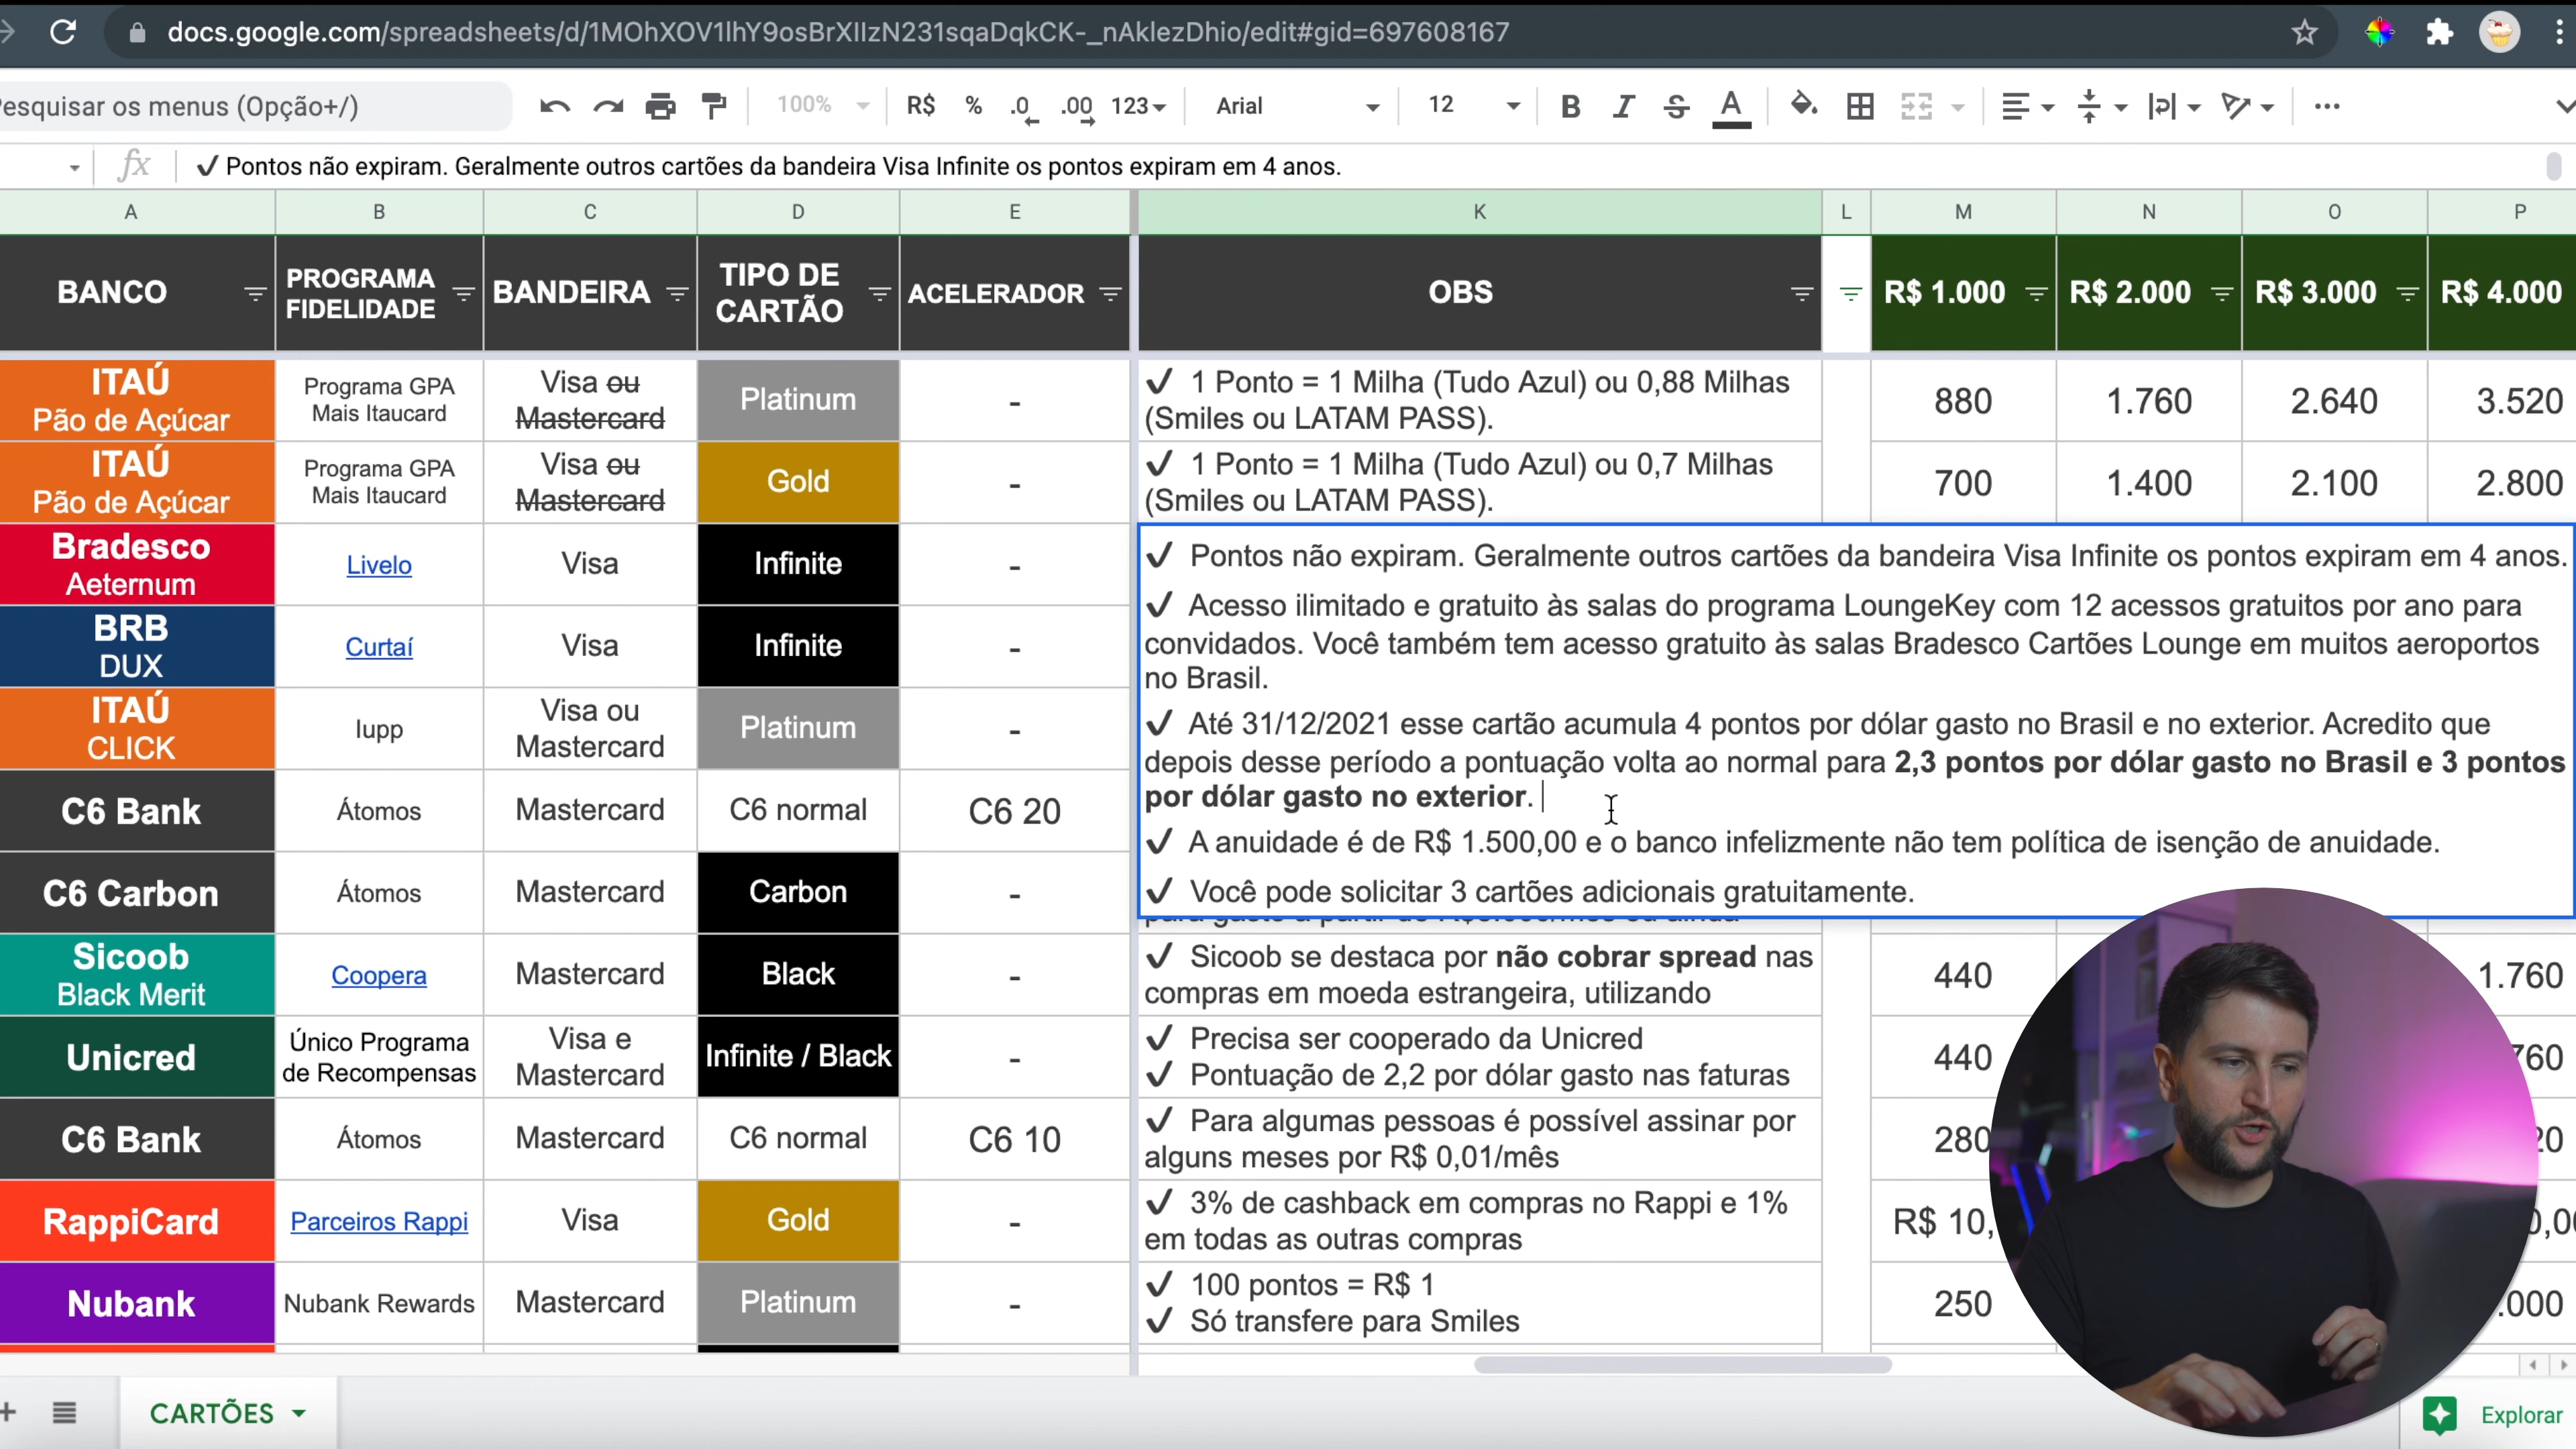 docs.google.com/spreadsheets/d/1MOhXOV1lhY9osBrXIIzN231sqaDqkCK-_nAklezDhio/edit#gid=697608167
esquisar os menus (Opção+/)
100%
R$ % .0 .00 123
Arial
12
B I S A
fx
✓ Pontos não expiram. Geralmente outros cartões da bandeira Visa Infinite os pontos expiram em 4 anos.
A B C D E K L M N O P
BANCO
PROGRAMA
FIDELIDADE
BANDEIRA
TIPO DE
CARTÃO
ACELERADOR
OBS
R$ 1.000
R$ 2.000
R$ 3.000
R$ 4.000
ITAÚ
Pão de Açúcar
Programa GPA
Mais Itaucard
Visa ou
Mastercard
Platinum
-
✓ 1 Ponto = 1 Milha (Tudo Azul) ou 0,88 Milhas
(Smiles ou LATAM PASS).
880
1.760
2.640
3.520
ITAÚ
Pão de Açúcar
Programa GPA
Mais Itaucard
Visa ou
Mastercard
Gold
-
✓ 1 Ponto = 1 Milha (Tudo Azul) ou 0,7 Milhas
(Smiles ou LATAM PASS).
700
1.400
2.100
2.800
Bradesco
Aeternum
Livelo
Visa
Infinite
-
✓ Pontos não expiram. Geralmente outros cartões da bandeira Visa Infinite os pontos expiram em 4 anos.
✓ Acesso ilimitado e gratuito às salas do programa LoungeKey com 12 acessos gratuitos por ano para
convidados. Você também tem acesso gratuito às salas Bradesco Cartões Lounge em muitos aeroportos
no Brasil.
✓ Até 31/12/2021 esse cartão acumula 4 pontos por dólar gasto no Brasil e no exterior. Acredito que
depois desse período a pontuação volta ao normal para 2,3 pontos por dólar gasto no Brasil e 3 pontos
por dólar gasto no exterior.
✓ A anuidade é de R$ 1.500,00 e o banco infelizmente não tem política de isenção de anuidade.
✓ Você pode solicitar 3 cartões adicionais gratuitamente.
BRB
DUX
Curtaí
Visa
Infinite
-
ITAÚ
CLICK
Iupp
Visa ou
Mastercard
Platinum
-
C6 Bank
Átomos
Mastercard
C6 normal
C6 20
C6 Carbon
Átomos
Mastercard
Carbon
-
Sicoob
Black Merit
Coopera
Mastercard
Black
-
✓ Sicoob se destaca por não cobrar spread nas
compras em moeda estrangeira, utilizando
440
1.760
Unicred
Único Programa
de Recompensas
Visa e
Mastercard
Infinite / Black
-
✓ Precisa ser cooperado da Unicred
✓ Pontuação de 2,2 por dólar gasto nas faturas
440
760
C6 Bank
Átomos
Mastercard
C6 normal
C6 10
✓ Para algumas pessoas é possível assinar por
alguns meses por R$ 0,01/mês
280
20
RappiCard
Parceiros Rappi
Visa
Gold
-
✓ 3% de cashback em compras no Rappi e 1%
em todas as outras compras
R$ 10,
Nubank
Nubank Rewards
Mastercard
Platinum
-
✓ 100 pontos = R$ 1
✓ Só transfere para Smiles
250
.000
CARTÕES
Explorar